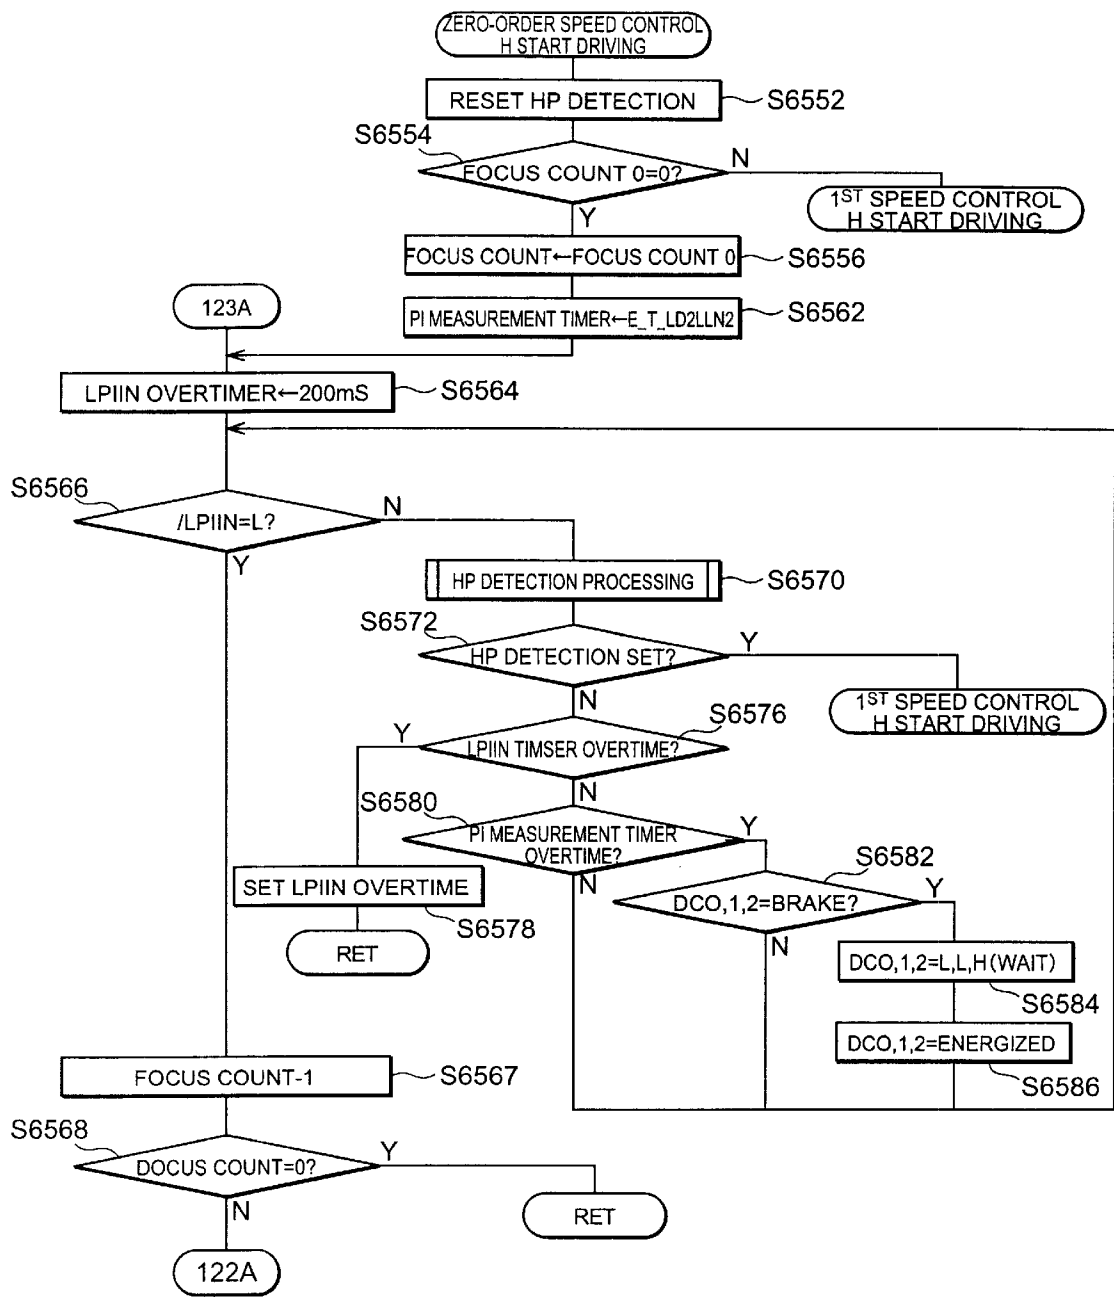 ZERO-ORDER SPEED CONTROL
H START DRIVING
RESET HP DETECTION
S6552
S6554
FOCUS COUNT 0=0?
N
Y
1ST SPEED CONTROL
H START DRIVING
FOCUS COUNT←FOCUS COUNT 0
S6556
123A
PI MEASUREMENT TIMER←E_T_LD2LLN2
S6562
LPIIN OVERTIMER←200mS
S6564
S6566
/LPIIN=L?
N
Y
HP DETECTION PROCESSING
S6570
S6572
HP DETECTION SET?
Y
N
1ST SPEED CONTROL
H START DRIVING
S6576
LPIIN TIMSER OVERTIME?
Y
N
S6580
PI MEASUREMENT TIMER
OVERTIME?
Y
N
S6582
DCO,1,2=BRAKE?
Y
N
SET LPIIN OVERTIME
S6578
RET
DCO,1,2=L,L,H(WAIT)
S6584
DCO,1,2=ENERGIZED
S6586
FOCUS COUNT-1
S6567
S6568
DOCUS COUNT=0?
Y
N
RET
122A